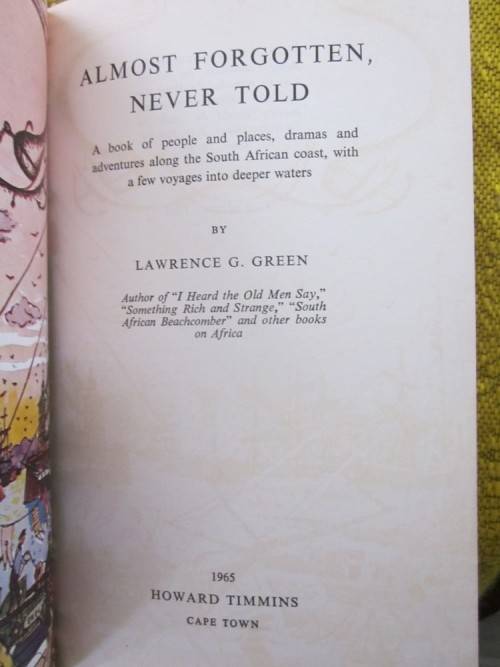 ALMOST FORGOTTEN,
NEVER TOLD
A book of people and places, dramas and
adventures along the South African coast, with
a few voyages into deeper waters
BY
LAWRENCE G. GREEN
Author of "I Heard the Old Men Say,"
"Something Rich and Strange," "South
African Beachcomber" and other books
on Africa
1965
HOWARD TIMMINS
CAPE TOWN